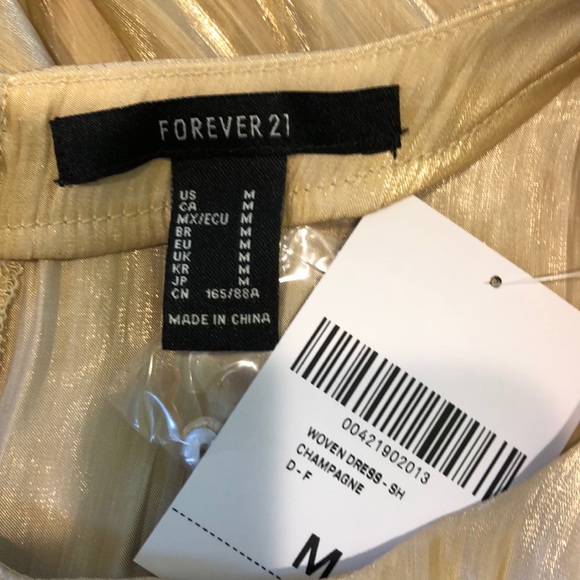 FOREVER 21
US M
CA M
MX/ECU M
BR M
EU M
UK M
KR M
JP M
CN 165/88A
MADE IN CHINA
00421902013
WOVEN DRESS - SH
CHAMPAGNE
D - F
M